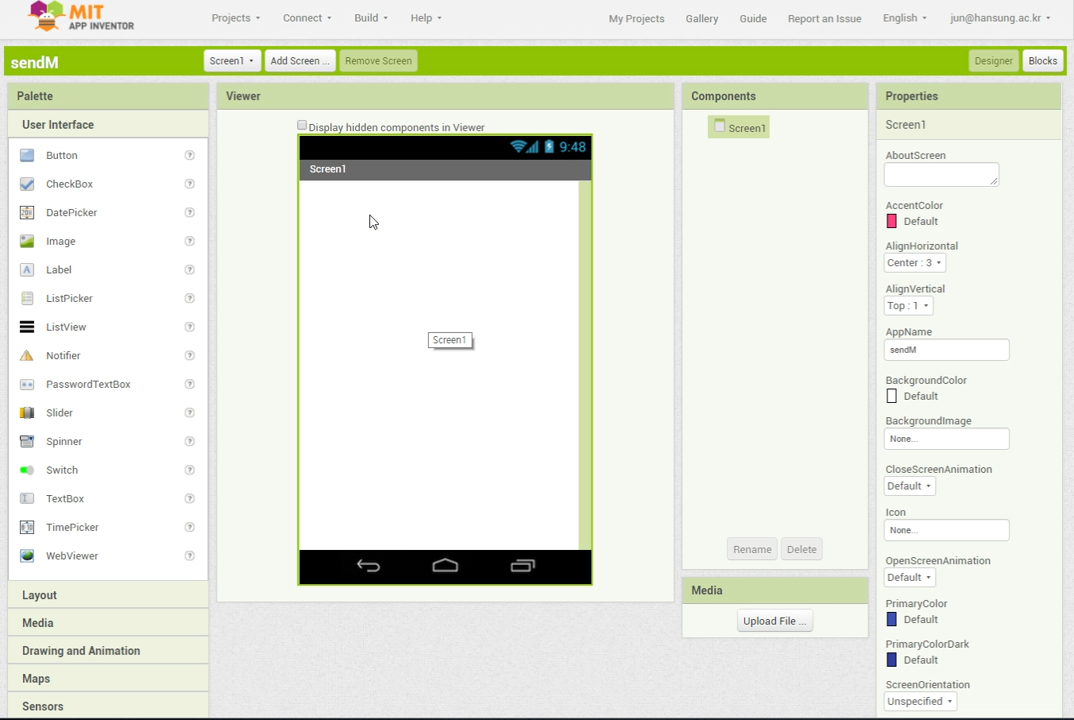 MIT
APP INVENTOR
Projects
Connect
Build
Help
My Projects
Gallery
Guide
Report an Issue
English
jun@hansung.ac.kr
sendM
Screen1
Add Screen ...
Remove Screen
Designer
Blocks
Palette
User Interface
Button
CheckBox
DatePicker
Image
Label
ListPicker
ListView
Notifier
PasswordTextBox
Slider
Spinner
Switch
TextBox
TimePicker
WebViewer
Layout
Media
Drawing and Animation
Maps
Sensors
Viewer
Display hidden components in Viewer
9:48
Screen1
Screen1
Components
Screen1
Rename
Delete
Media
Upload File ...
Properties
Screen1
AboutScreen
AccentColor
Default
AlignHorizontal
Center : 3
AlignVertical
Top : 1
AppName
sendM
BackgroundColor
Default
BackgroundImage
None...
CloseScreenAnimation
Default
Icon
None...
OpenScreenAnimation
Default
PrimaryColor
Default
PrimaryColorDark
Default
ScreenOrientation
Unspecified